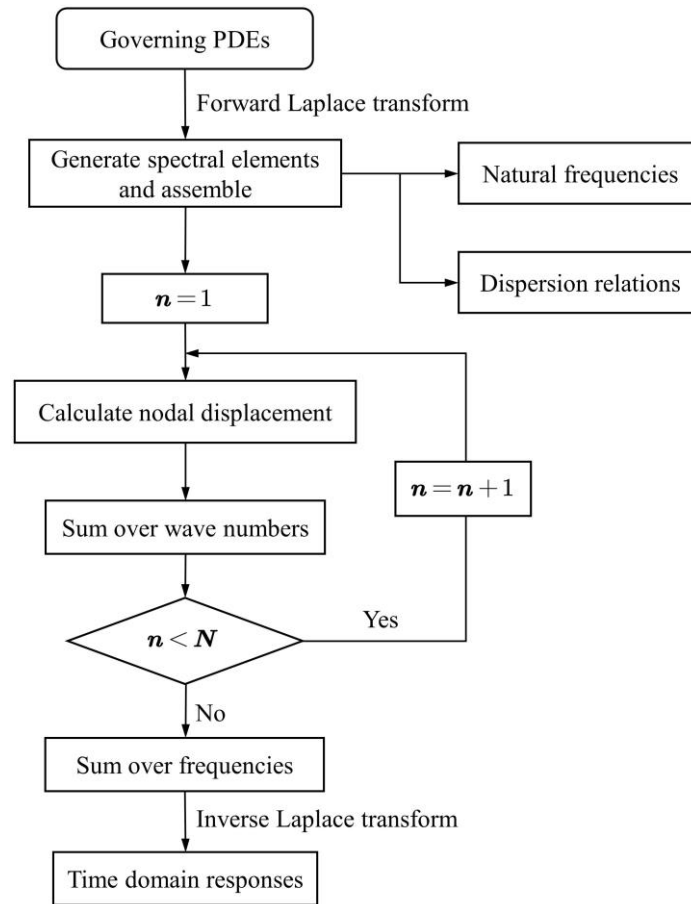 Governing PDEs
Forward Laplace transform
Generate spectral elements
and assemble
Natural frequencies
Dispersion relations
n = 1
Calculate nodal displacement
n = n + 1
Sum over wave numbers
n < N
Yes
No
Sum over frequencies
Inverse Laplace transform
Time domain responses